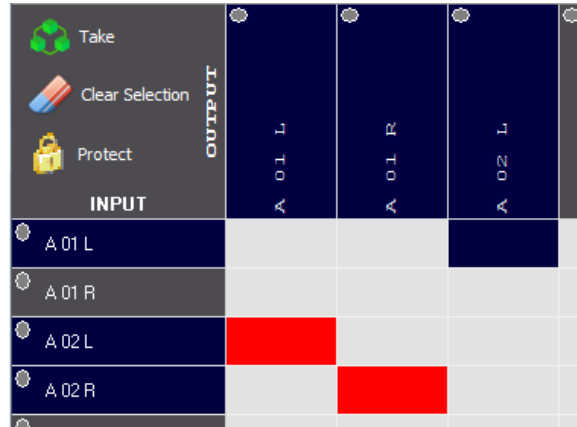 Take
Clear Selection
Protect
OUTPUT
INPUT
A 01 L
A 01 R
A 02 L
A 01 L
A 01 R
A 02 L
A 02 R